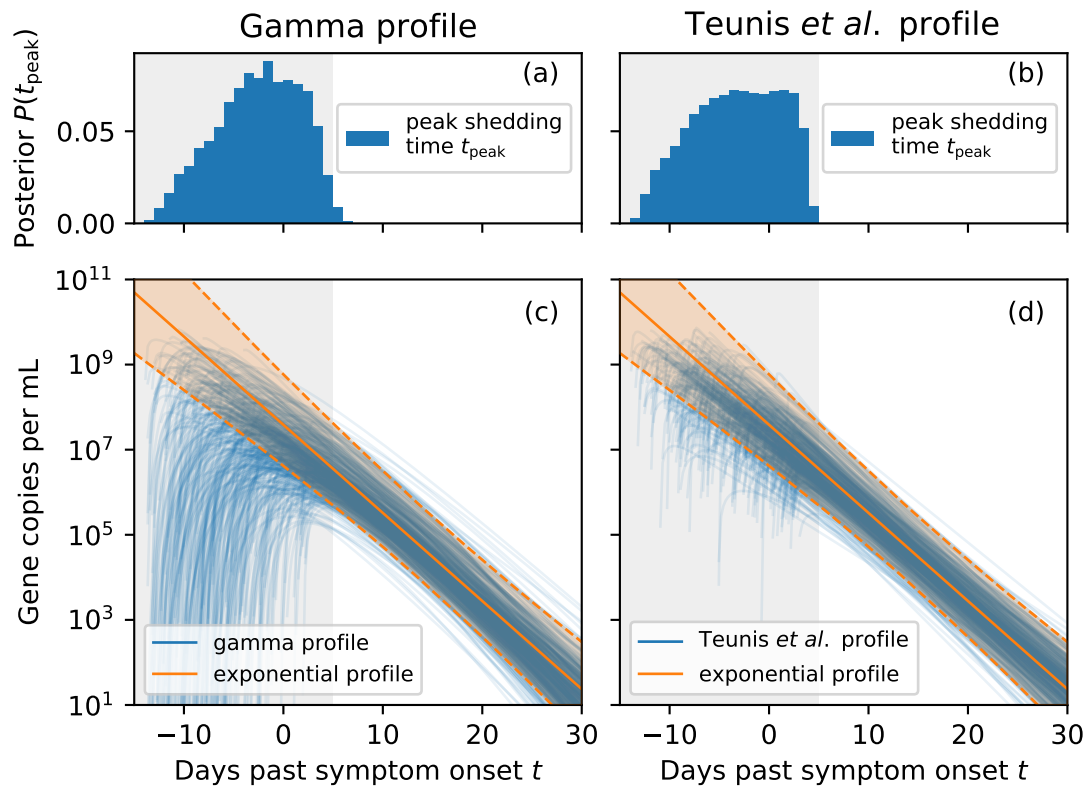 Gamma profile
Teunis et al. profile
Posterior P(t_peak)
0.05
0.00
(a)
peak shedding
time t_peak
(b)
peak shedding
time t_peak
Gene copies per mL
10^11
10^9
10^7
10^5
10^3
10^1
(c)
gamma profile
exponential profile
(d)
Teunis et al. profile
exponential profile
−10 0 10 20 30
−10 0 10 20 30
Days past symptom onset t
Days past symptom onset t